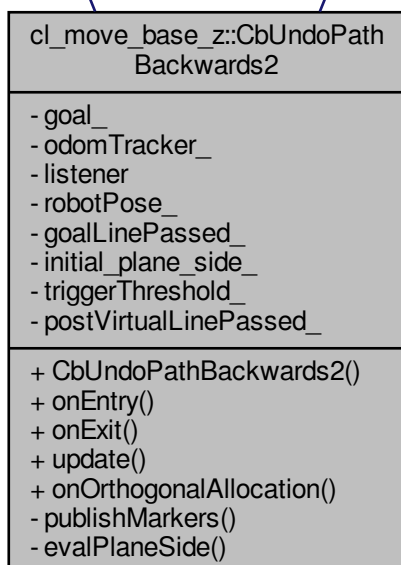 cl_move_base_z::CbUndoPath
Backwards2
- goal_
- odomTracker_
- listener
- robotPose_
- goalLinePassed_
- initial_plane_side_
- triggerThreshold_
- postVirtualLinePassed_
+ CbUndoPathBackwards2()
+ onEntry()
+ onExit()
+ update()
+ onOrthogonalAllocation()
- publishMarkers()
- evalPlaneSide()